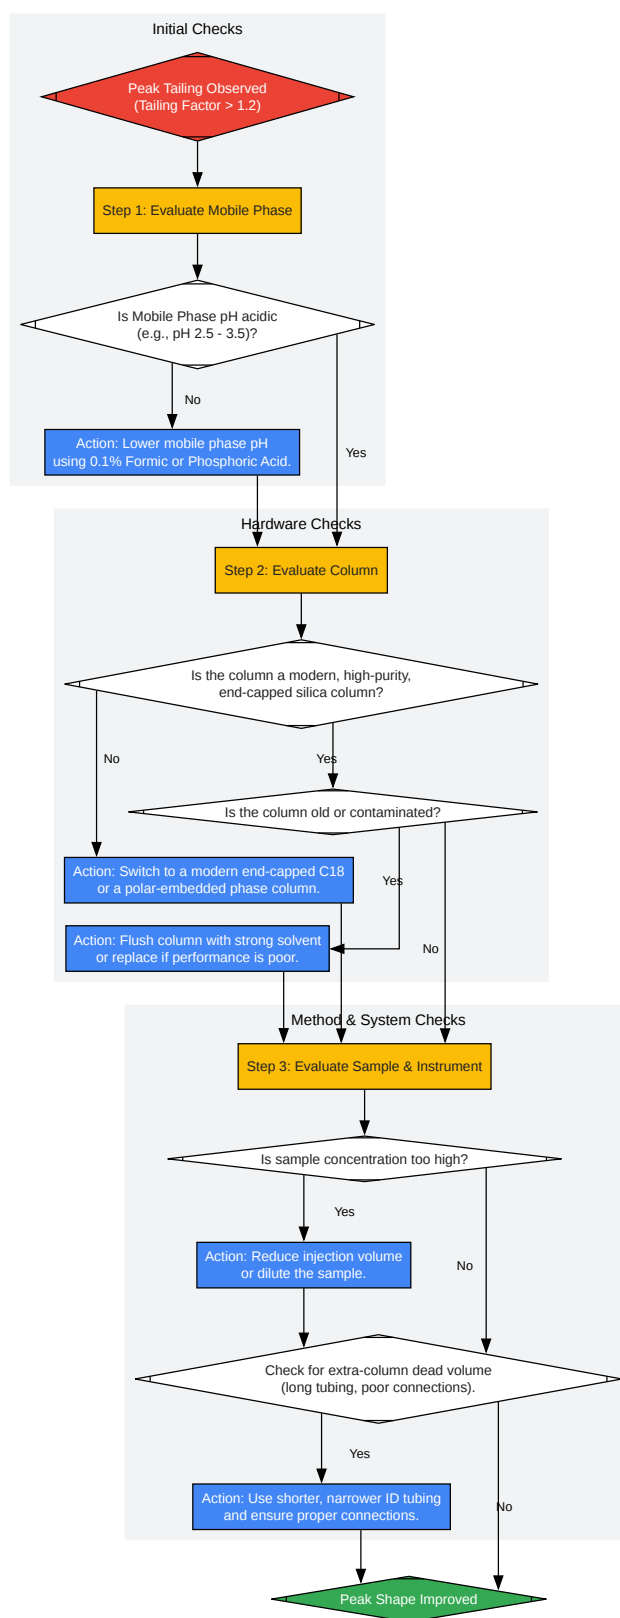 Initial Checks
Peak Tailing Observed
(Tailing Factor > 1.2)
Step 1: Evaluate Mobile Phase
Is Mobile Phase pH acidic
(e.g., pH 2.5 - 3.5)?
No
Action: Lower mobile phase pH
using 0.1% Formic or Phosphoric Acid.
Yes
Hardware Checks
Step 2: Evaluate Column
Is the column a modern, high-purity,
end-capped silica column?
No
Yes
Is the column old or contaminated?
Action: Switch to a modern end-capped C18
or a polar-embedded phase column.
Yes
Action: Flush column with strong solvent
or replace if performance is poor.
No
Method & System Checks
Step 3: Evaluate Sample & Instrument
Is sample concentration too high?
Yes
Action: Reduce injection volume
or dilute the sample.
No
Check for extra-column dead volume
(long tubing, poor connections).
Yes
Action: Use shorter, narrower ID tubing
and ensure proper connections.
No
Peak Shape Improved